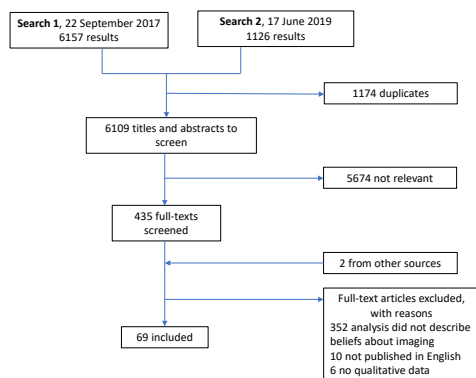 Search 1, 22 September 2017
6157 results
Search 2, 17 June 2019
1126 results
1174 duplicates
6109 titles and abstracts to
screen
5674 not relevant
435 full-texts
screened
2 from other sources
Full-text articles excluded,
with reasons
352 analysis did not describe
beliefs about imaging
10 not published in English
6 no qualitative data
69 included